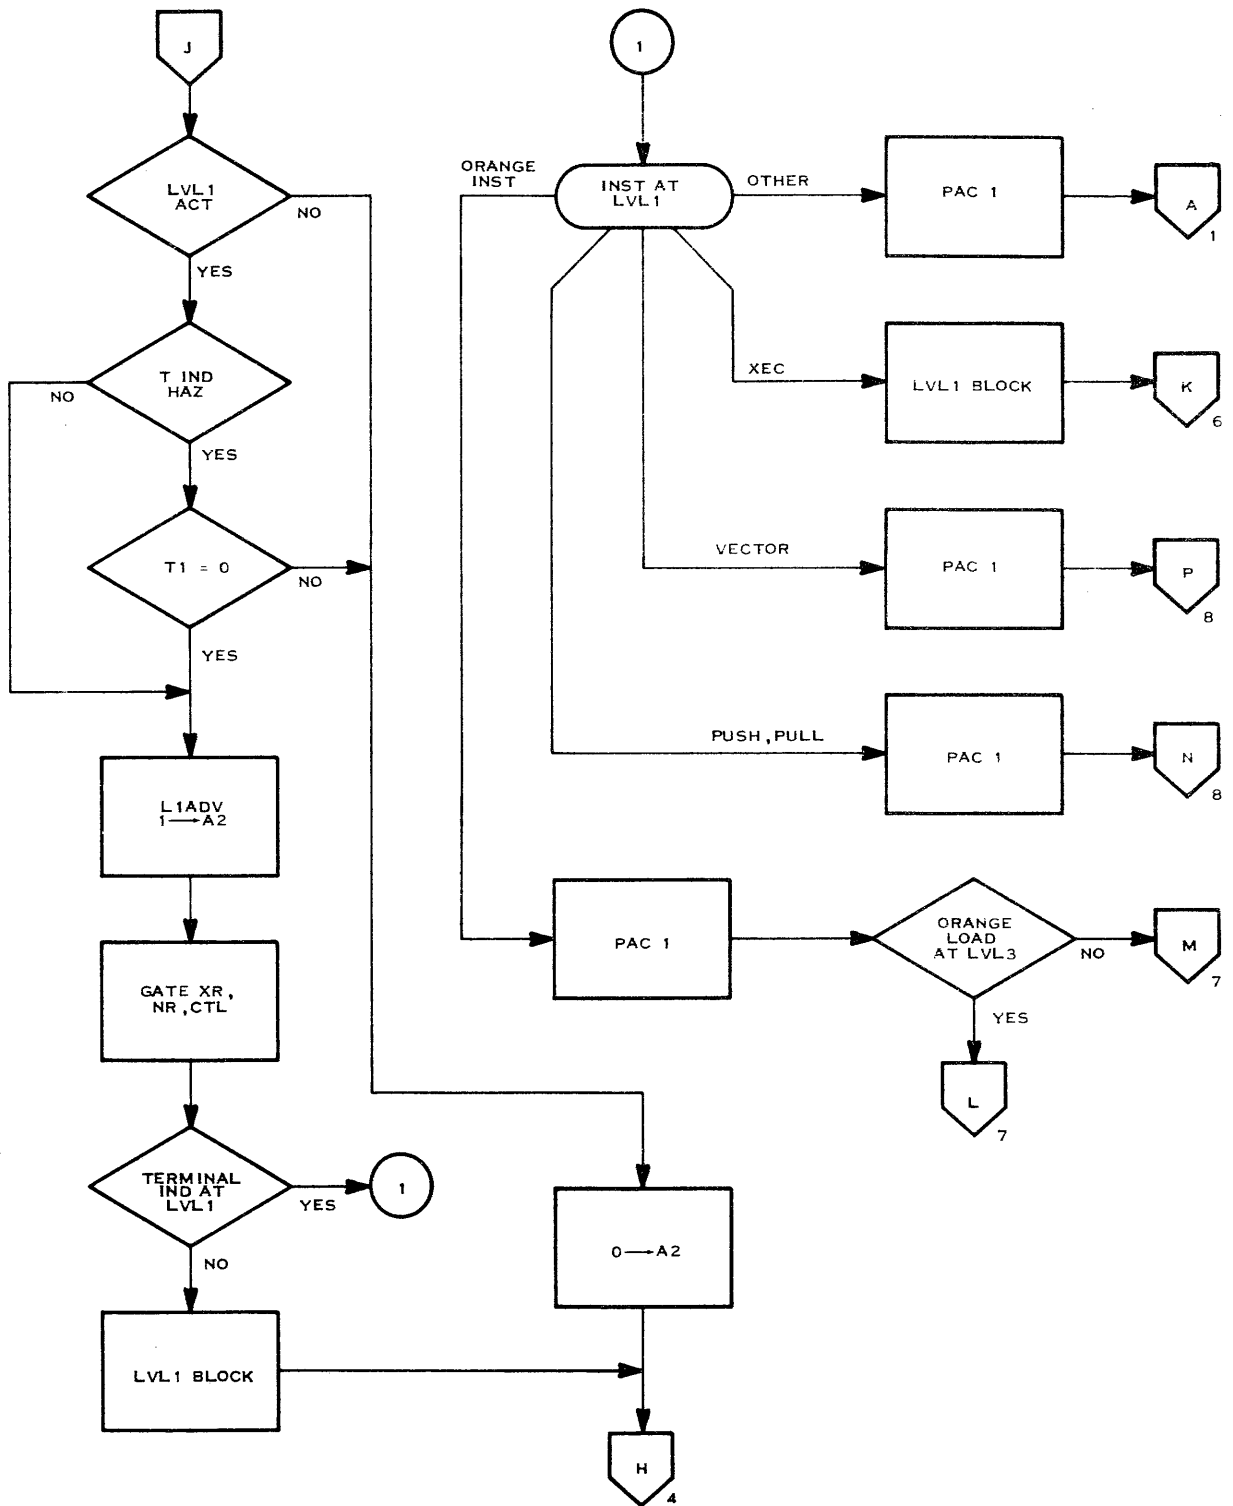 J
LVL1
ACT
NO
YES
T IND
HAZ
NO
YES
T1 = 0
NO
YES
L1ADV
1 → A2
GATE XR,
NR,CTL
TERMINAL
IND AT
LVL1
YES
1
NO
LVL1 BLOCK
0 → A2
H
4
1
INST AT
LVL1
ORANGE
INST
OTHER
PAC 1
A
1
XEC
LVL1 BLOCK
K
6
VECTOR
PAC 1
P
8
PUSH,PULL
PAC 1
N
8
PAC 1
ORANGE
LOAD
AT LVL3
NO
M
7
YES
L
7